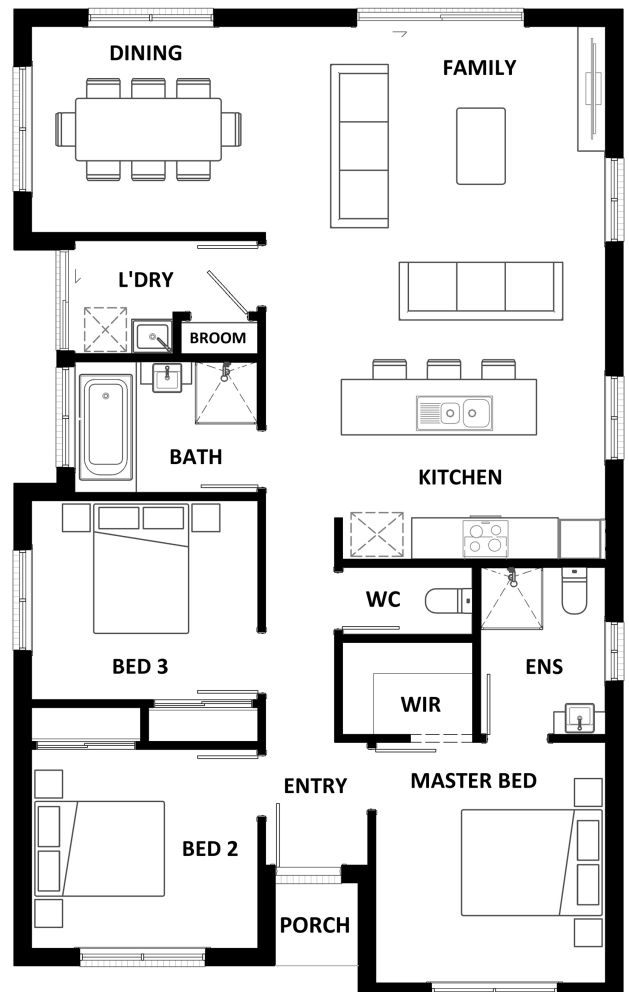 DINING
FAMILY
L'DRY
BROOM
BATH
KITCHEN
WC
BED 3
ENS
WIR
ENTRY
MASTER BED
BED 2
PORCH